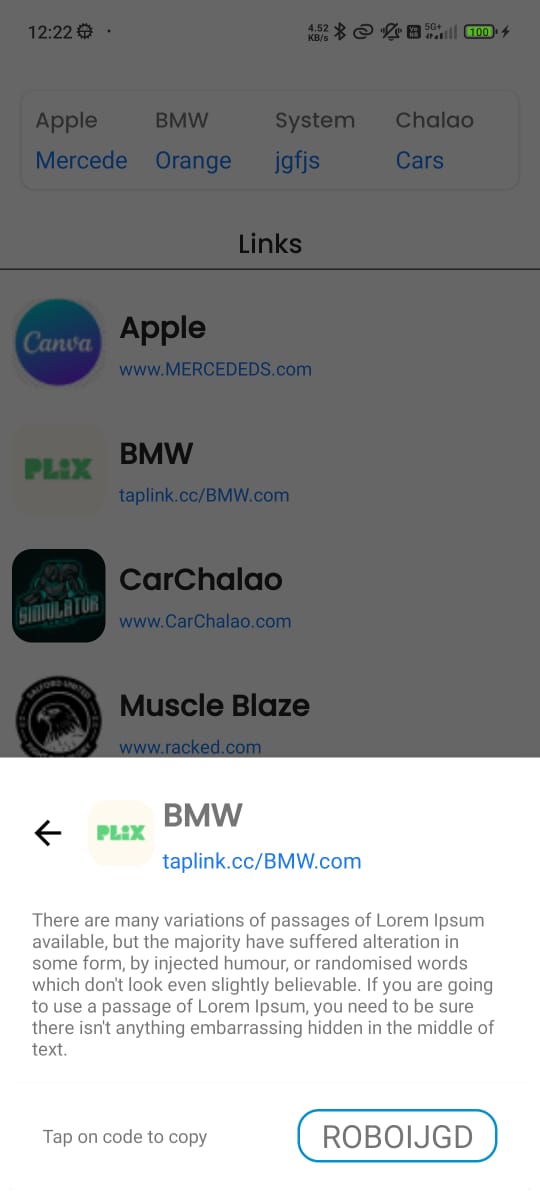 12:22
4.52
KB/s
5G+
100
Apple BMW System Chalao
Mercede Orange jgfjs Cars
Links
Canva
Apple
www.MERCEDEDS.com
PLIX
BMW
taplink.cc/BMW.com
SIMULATOR
CarChalao
www.CarChalao.com
SALFORD UNITED
Muscle Blaze
www.racked.com
PLIX
BMW
taplink.cc/BMW.com
There are many variations of passages of Lorem Ipsum
available, but the majority have suffered alteration in
some form, by injected humour, or randomised words
which don't look even slightly believable. If you are going
to use a passage of Lorem Ipsum, you need to be sure
there isn't anything embarrassing hidden in the middle of
text.
Tap on code to copy
ROBOIJGD